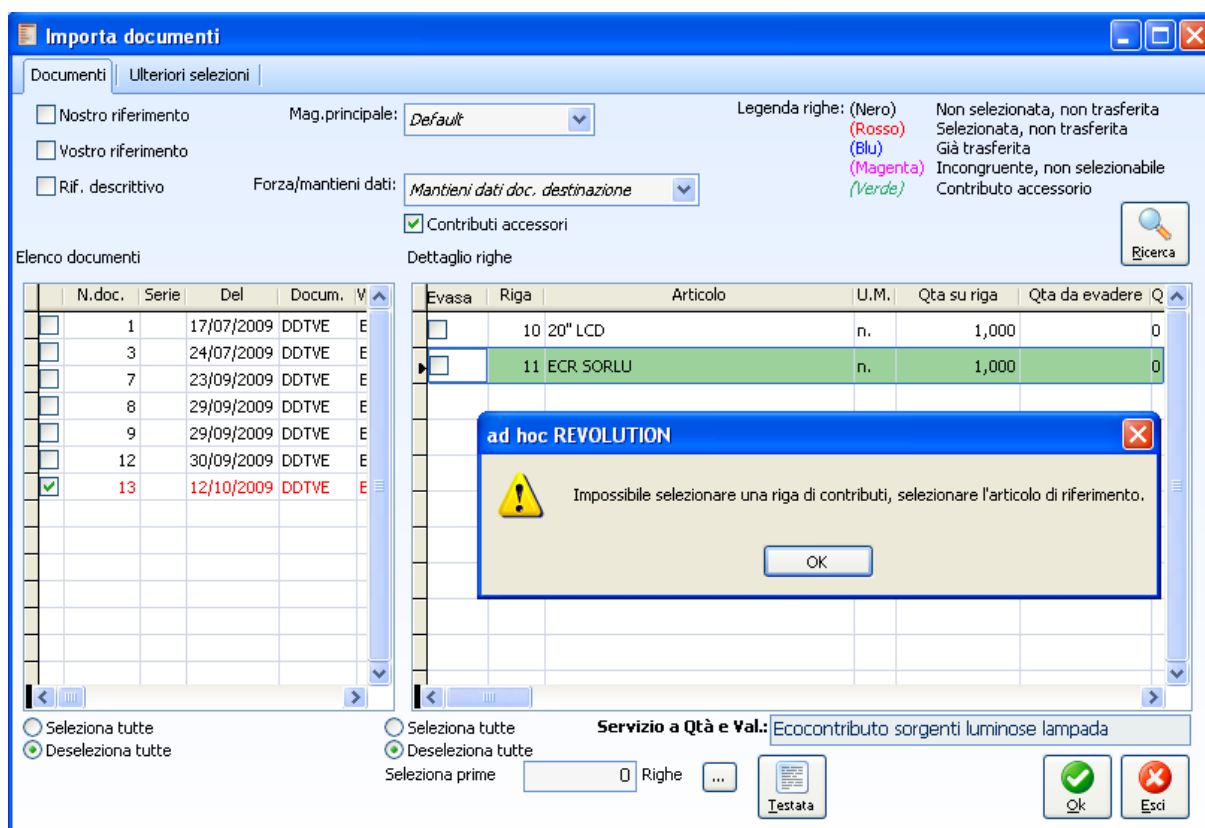 Importa documenti
Documenti Ulteriori selezioni
Nostro riferimento Mag.principale: Default Legenda righe: (Nero) Non selezionata, non trasferita
(Rosso) Selezionata, non trasferita
Vostro riferimento (Blu) Già trasferita
(Magenta) Incongruente, non selezionabile
Rif. descrittivo Forza/mantieni dati: Mantieni dati doc. destinazione (Verde) Contributo accessorio
Contributi accessori
Ricerca
Elenco documenti Dettaglio righe
N.doc. Serie Del Docum. V Evasa Riga Articolo U.M. Qta su riga Qta da evadere Q
1 17/07/2009 DDTVE E 10 20" LCD n. 1,000 0
3 24/07/2009 DDTVE E 11 ECR SORLU n. 1,000 0
7 23/09/2009 DDTVE E
8 29/09/2009 DDTVE E
9 29/09/2009 DDTVE E
12 30/09/2009 DDTVE E
13 12/10/2009 DDTVE E
ad hoc REVOLUTION
Impossibile selezionare una riga di contributi, selezionare l'articolo di riferimento.
OK
Seleziona tutte Seleziona tutte Servizio a Qtà e Val.: Ecocontributo sorgenti luminose lampada
Deseleziona tutte Deseleziona tutte
Seleziona prime 0 Righe ...
Testata Ok Esci